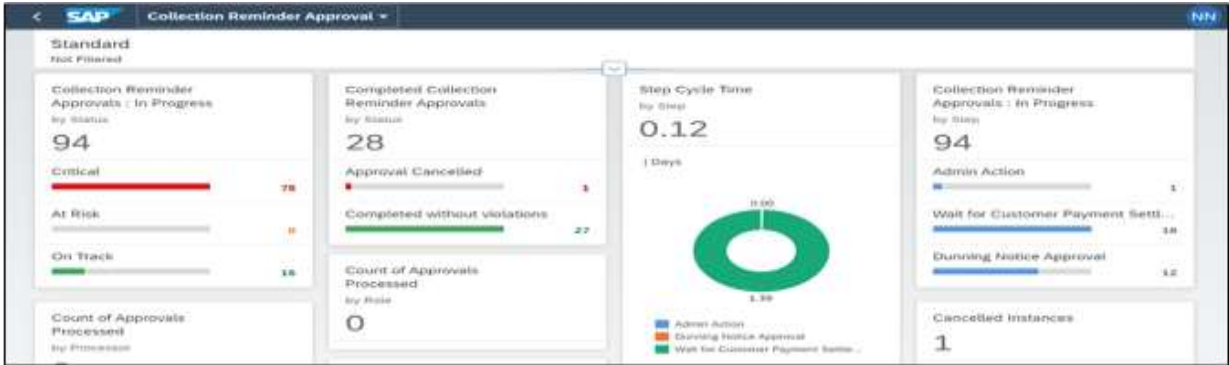 SAP Collection Reminder Approval
NN
Standard
Not Filtered
Collection Reminder
Approvals : In Progress
by Status
94
Critical
78
At Risk
0
On Track
16
Count of Approvals
Processed
by Processor
Completed Collection
Reminder Approvals
by Status
28
Approval Cancelled
1
Completed without violations
27
Count of Approvals
Processed
by Role
0
Step Cycle Time
by Step
0.12
| Days
0.00
Admin Action
Dunning Notice Approval
Wait for Customer Payment Settle...
Collection Reminder
Approvals : In Progress
by Step
94
Admin Action
1
Wait for Customer Payment Settl...
18
Dunning Notice Approval
12
Cancelled Instances
1